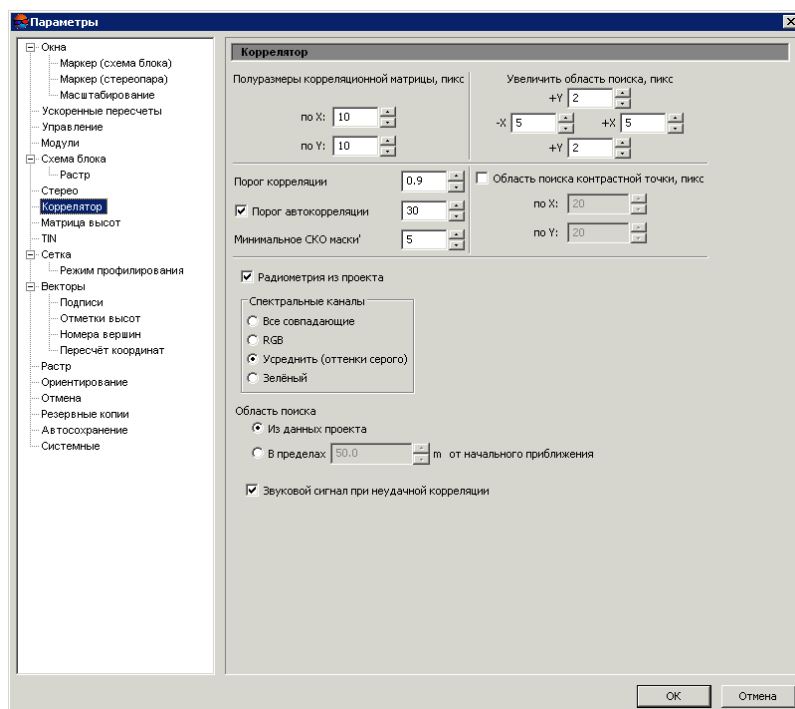 Параметры
Окна
Маркер (схема блока)
Маркер (стереопара)
Масштабирование
Ускоренные пересчеты
Управление
Модули
Схема блока
Растр
Стерео
Коррелятор
Матрица высот
TIN
Сетка
Режим профилирования
Векторы
Подписи
Отметки высот
Номера вершин
Пересчёт координат
Растр
Ориентирование
Отмена
Резервные копии
Автосохранение
Системные
Коррелятор
Полуразмеры корреляционной матрицы, пикс
по X: 10
по Y: 10
Увеличить область поиска, пикс
+Y 2
-X 5 +X 5
+Y 2
Порог корреляции 0.9
Порог автокорреляции 30
Минимальное СКО маски' 5
Область поиска контрастной точки, пикс
по X: 20
по Y: 20
Радиометрия из проекта
Спектральные каналы
Все совпадающие
RGB
Усреднить (оттенки серого)
Зелёный
Область поиска
Из данных проекта
В пределах 50.0 m от начального приближения
Звуковой сигнал при неудачной корреляции
OK Отмена